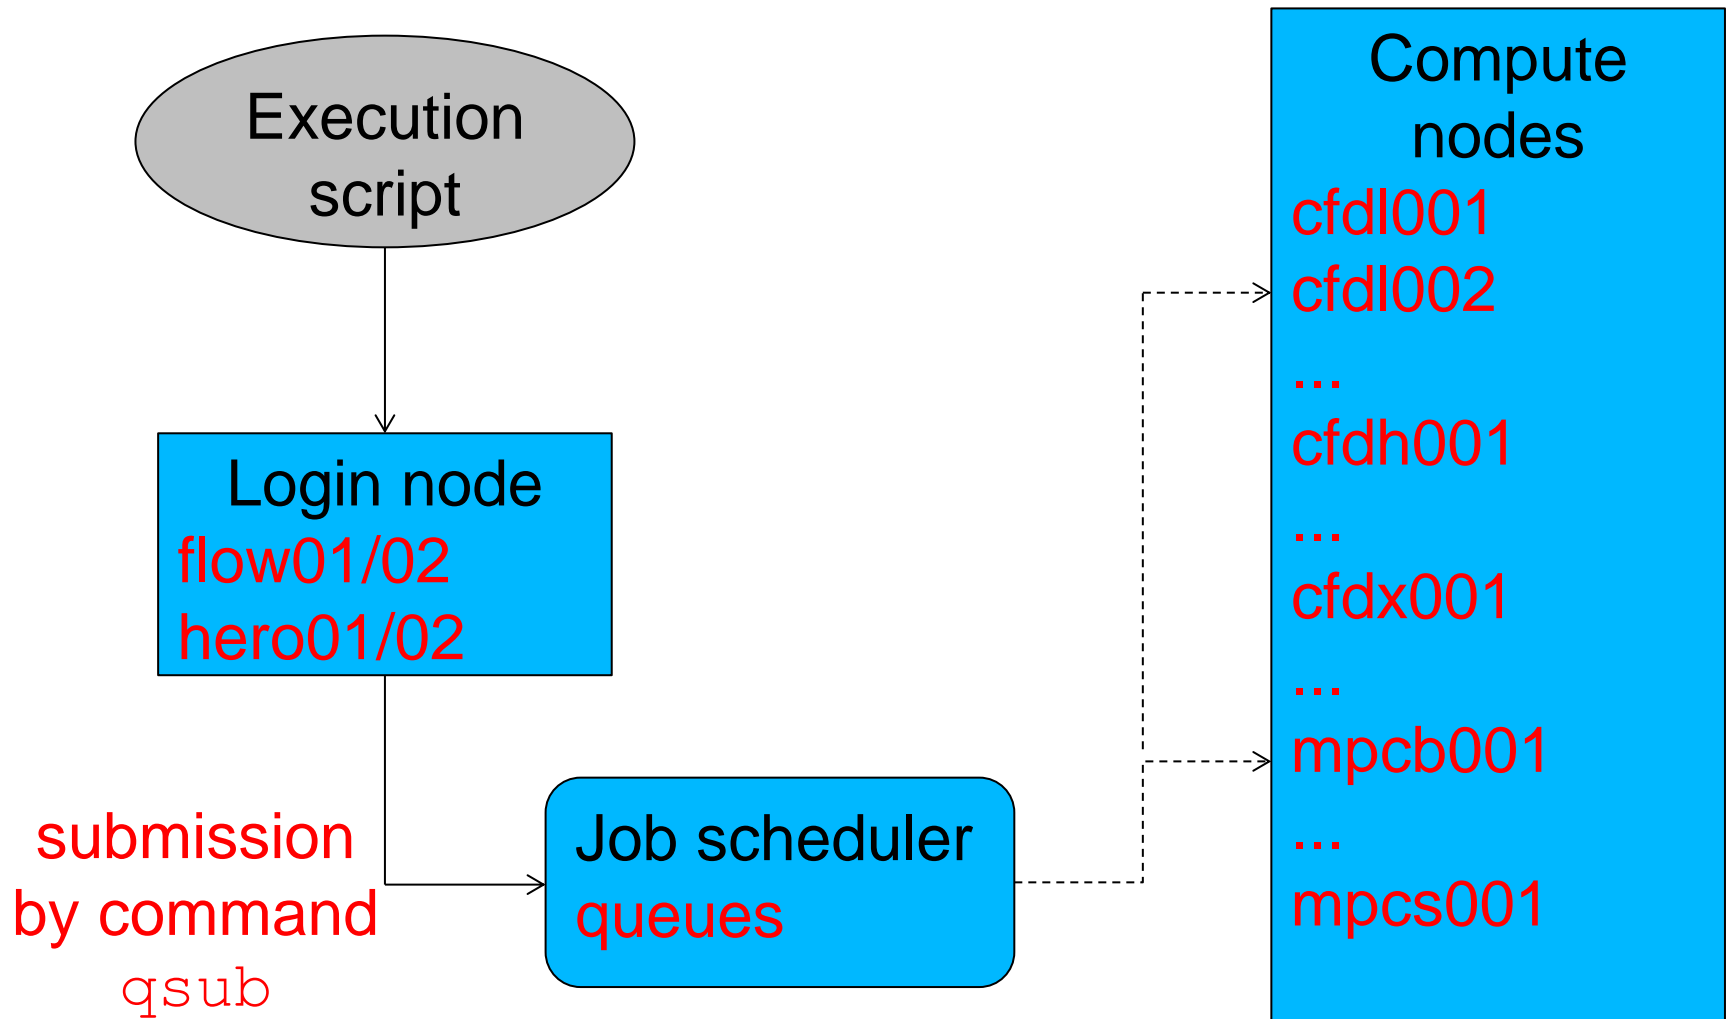 Execution
script
Login node
flow01/02
hero01/02
submission
by command
qsub
Job scheduler
queues
Compute
nodes
cfdl001
cfdl002
...
cfdh001
...
cfdx001
...
mpcb001
...
mpcs001